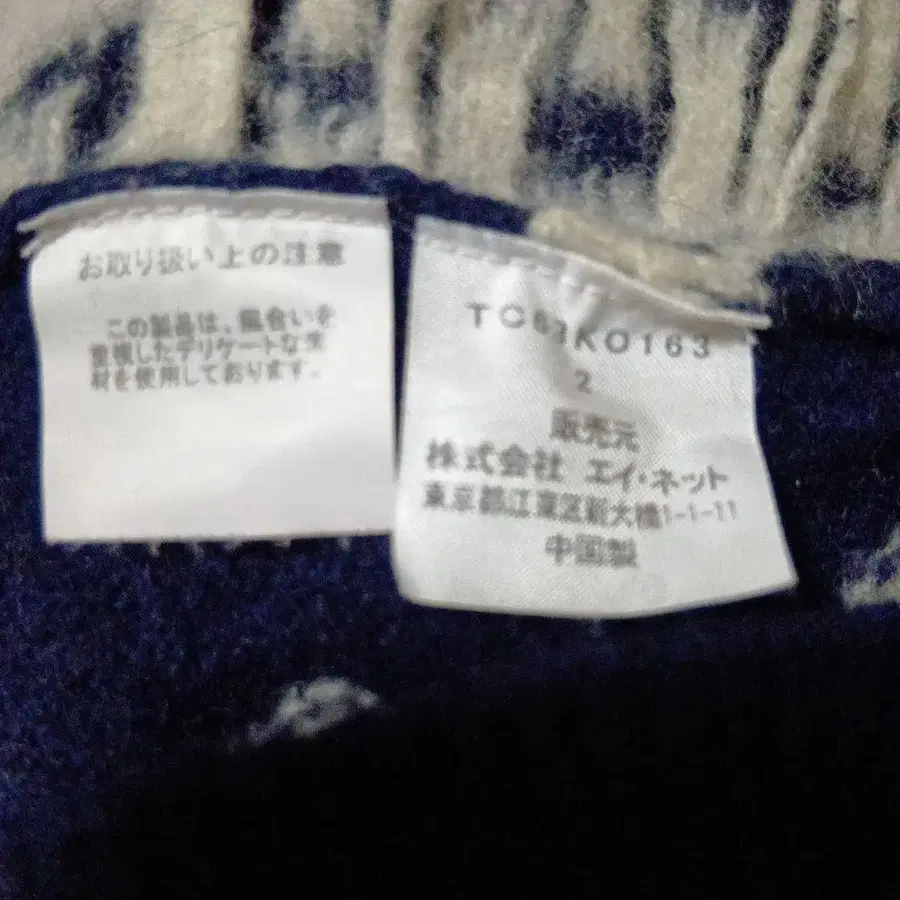 お取り扱い上の注意
この製品は、風合いを
重視したデリケートな素
材を使用しております。
2
販売元
株式会社 エイ・ネット
東京都江東区新大橋1-1-11
中国製